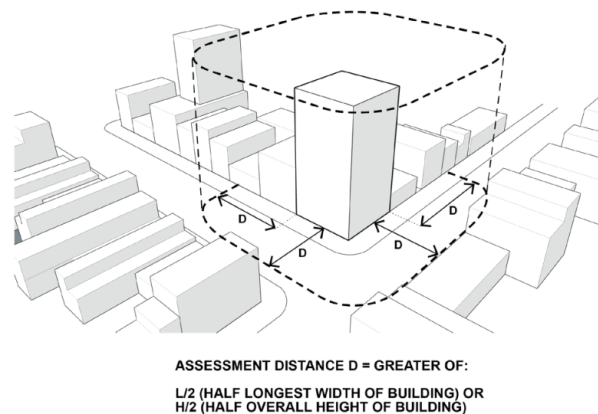 D
D
D
D
ASSESSMENT DISTANCE D = GREATER OF:
L/2 (HALF LONGEST WIDTH OF BUILDING) OR
H/2 (HALF OVERALL HEIGHT OF BUILDING)